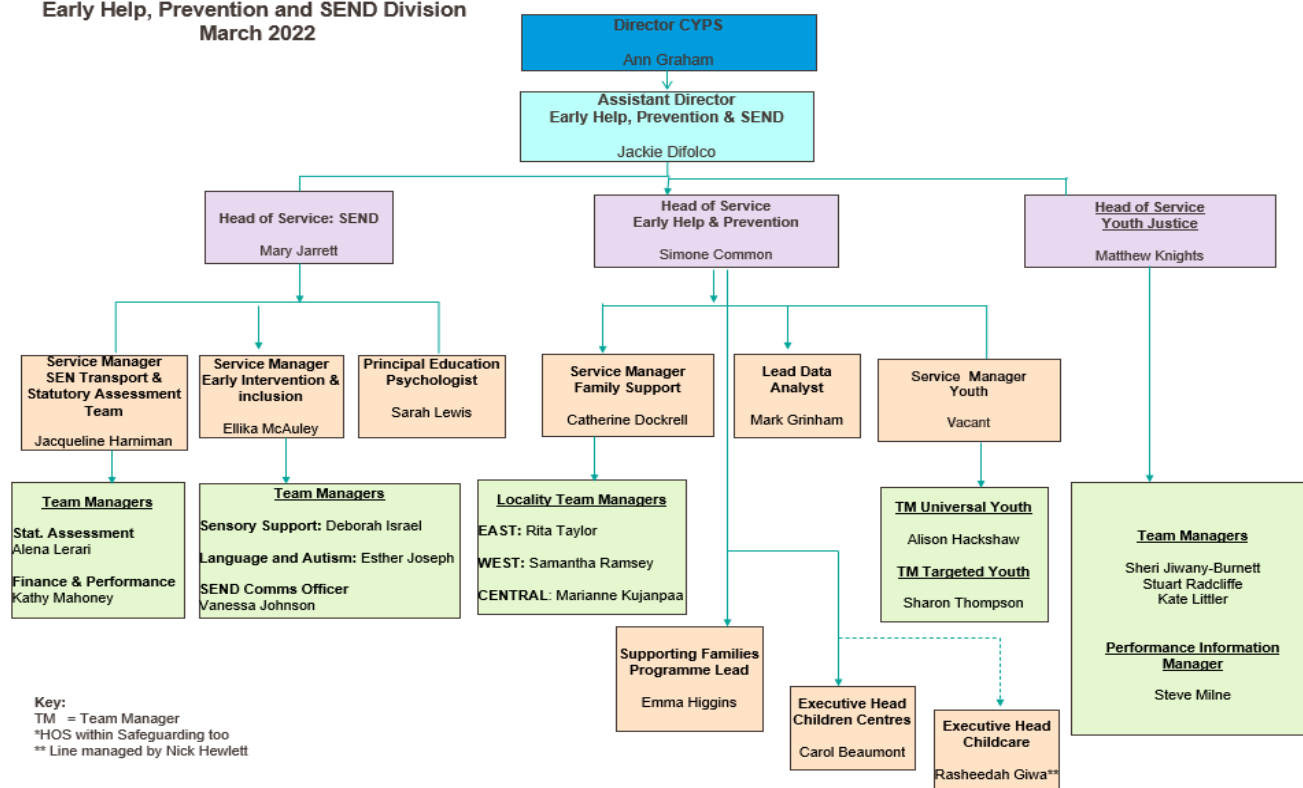 Early Help, Prevention and SEND Division
March 2022
Director CYPS
Ann Graham
Assistant Director
Early Help, Prevention & SEND
Jackie Difolco
Head of Service: SEND
Mary Jarrett
Head of Service
Early Help & Prevention
Simone Common
Head of Service
Youth Justice
Matthew Knights
Service Manager
SEN Transport &
Statutory Assessment
Team
Jacqueline Harniman
Service Manager
Early Intervention &
inclusion
Ellika McAuley
Principal Education
Psychologist
Sarah Lewis
Service Manager
Family Support
Catherine Dockrell
Lead Data
Analyst
Mark Grinham
Service Manager
Youth
Vacant
Team Managers
Stat. Assessment
Alena Lerari
Finance & Performance
Kathy Mahoney
Team Managers
Sensory Support: Deborah Israel
Language and Autism: Esther Joseph
SEND Comms Officer
Vanessa Johnson
Locality Team Managers
EAST: Rita Taylor
WEST: Samantha Ramsey
CENTRAL: Marianne Kujanpaa
TM Universal Youth
Alison Hackshaw
TM Targeted Youth
Sharon Thompson
Team Managers
Sheri Jiwany-Burnett
Stuart Radcliffe
Kate Littler
Performance Information
Manager
Steve Milne
Supporting Families
Programme Lead
Emma Higgins
Executive Head
Children Centres
Carol Beaumont
Executive Head
Childcare
Rasheedah Giwa**
Key:
TM = Team Manager
*HOS within Safeguarding too
** Line managed by Nick Hewlett